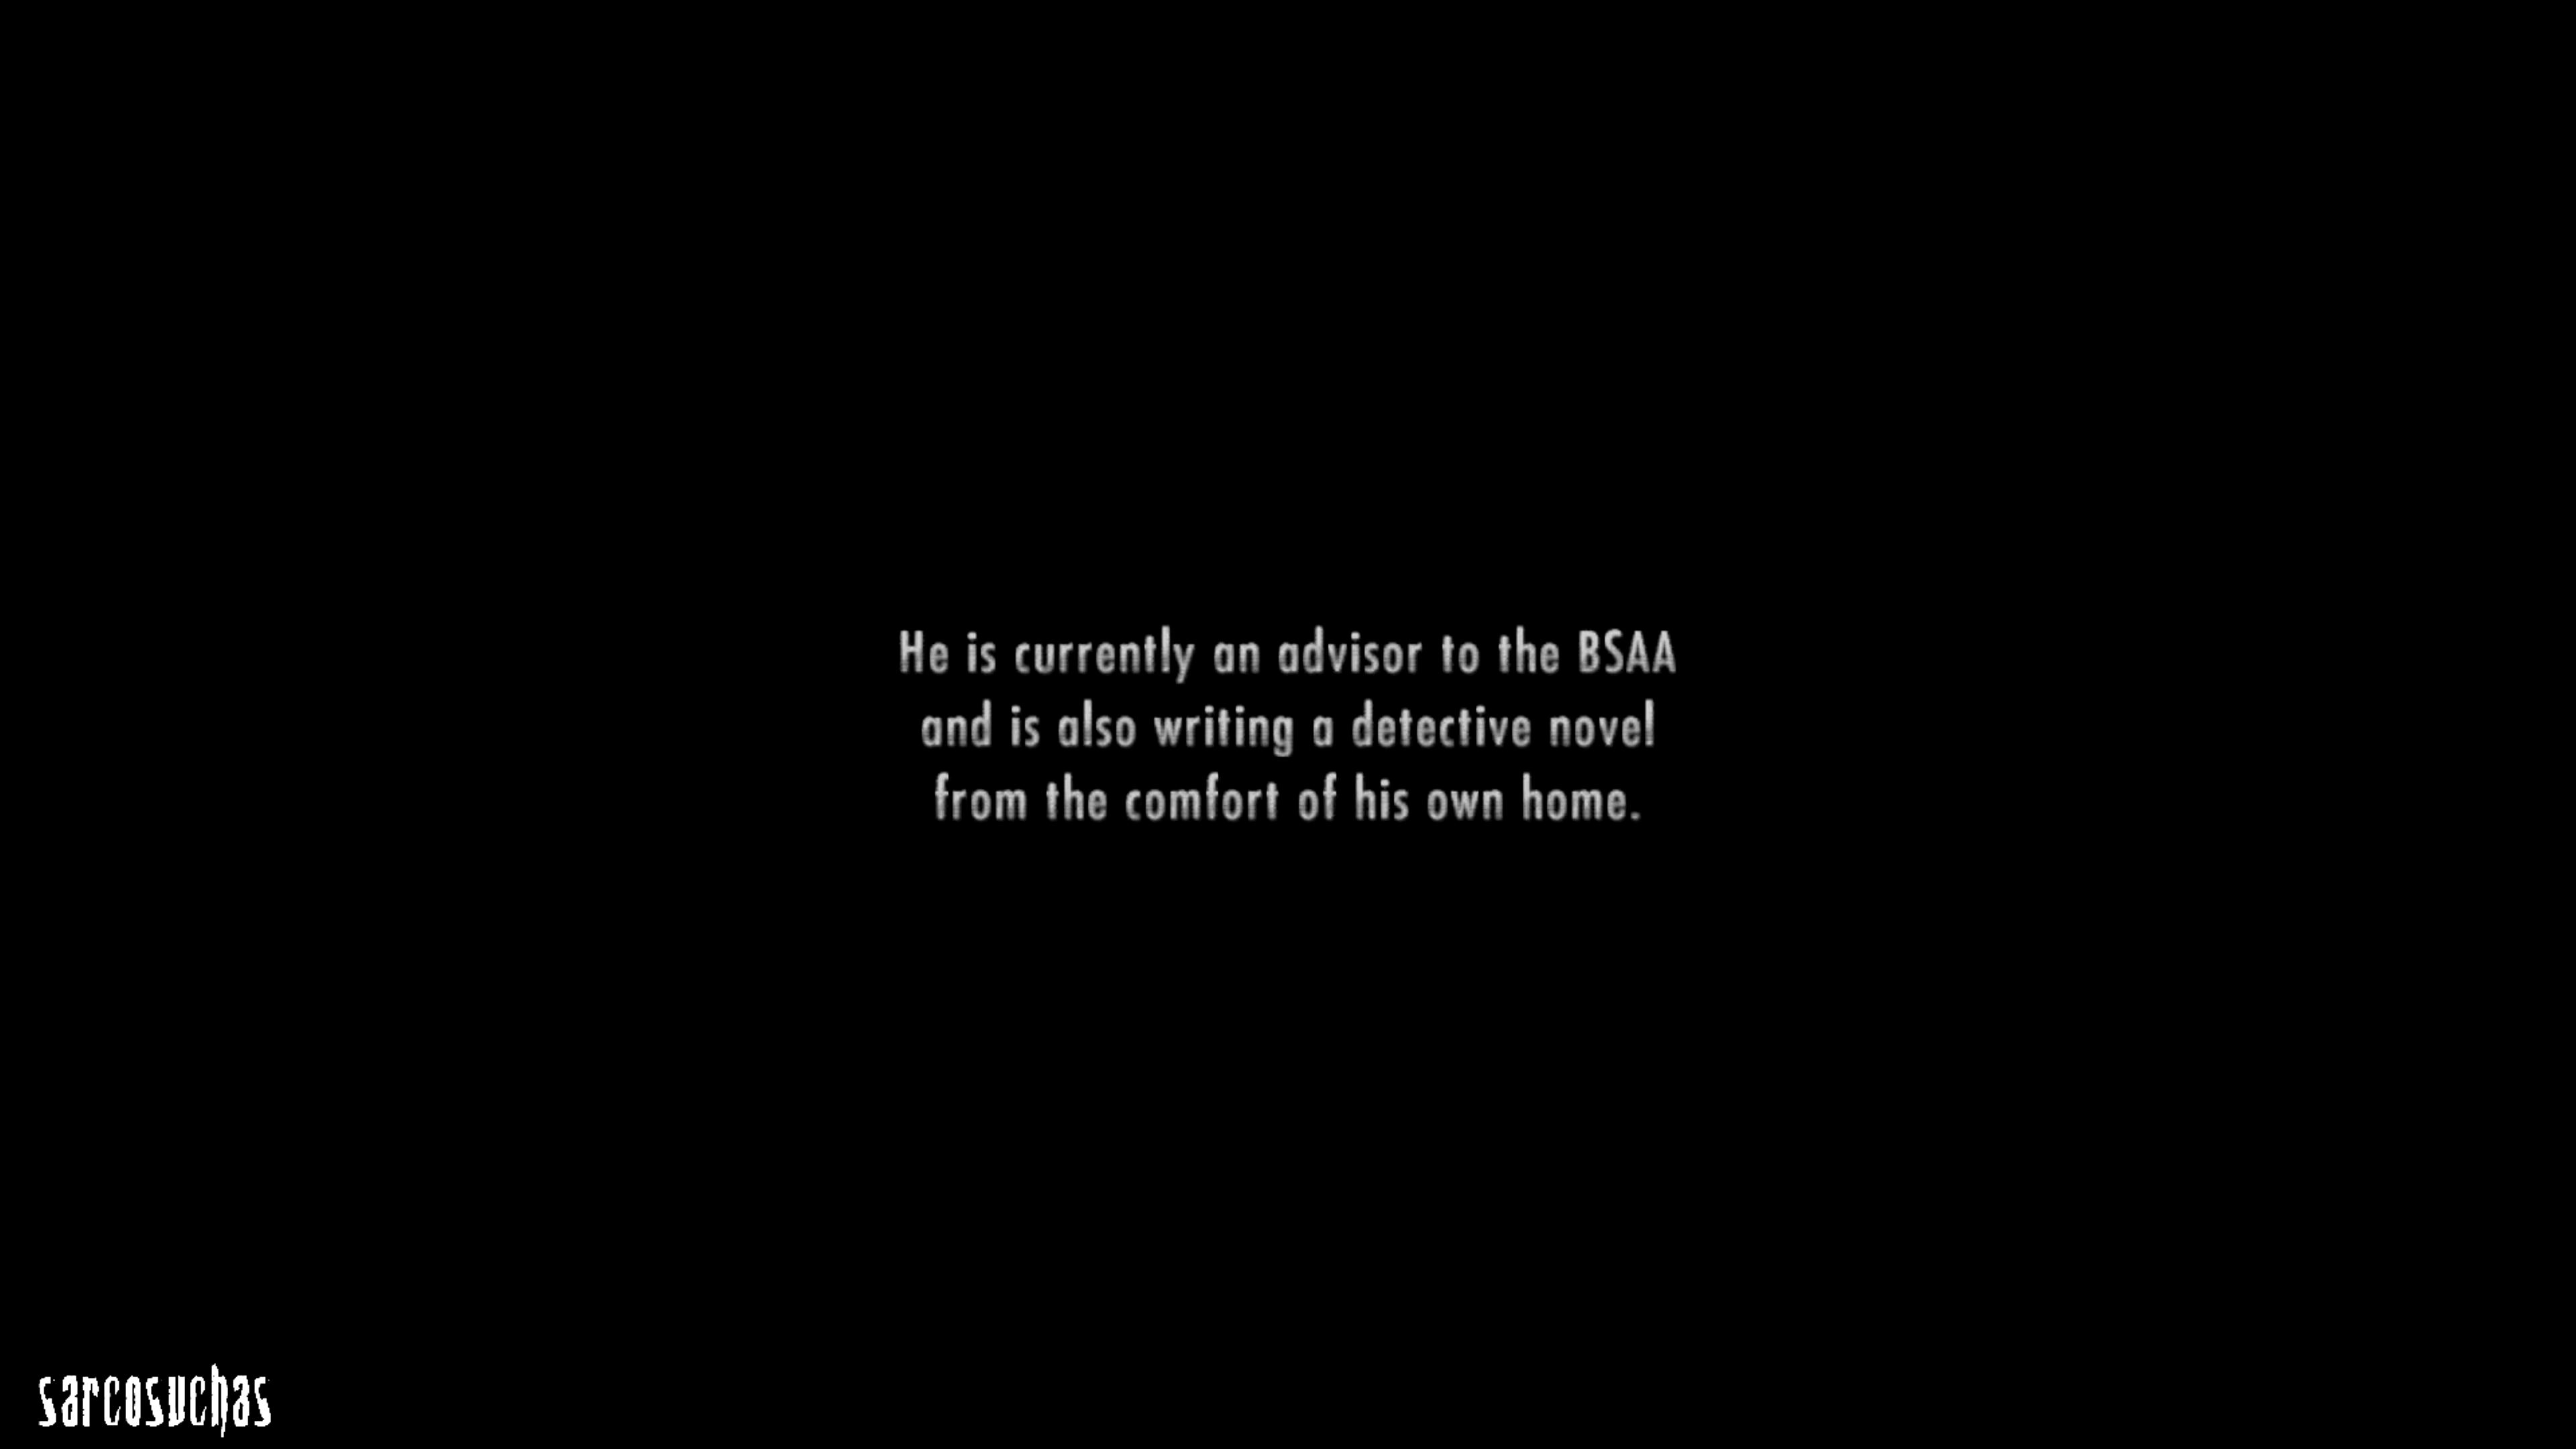 He is currently an advisor to the BSAA
and is also writing a detective novel
from the comfort of his own home.
sarcosuchas